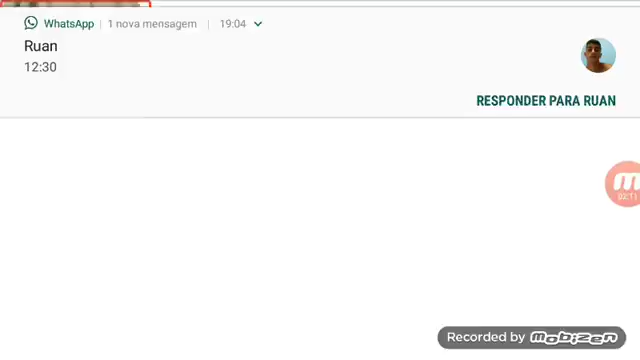 WhatsApp | 1 nova mensagem | 19:04
Ruan
12:30
RESPONDER PARA RUAN
02:11
Recorded by mobizen